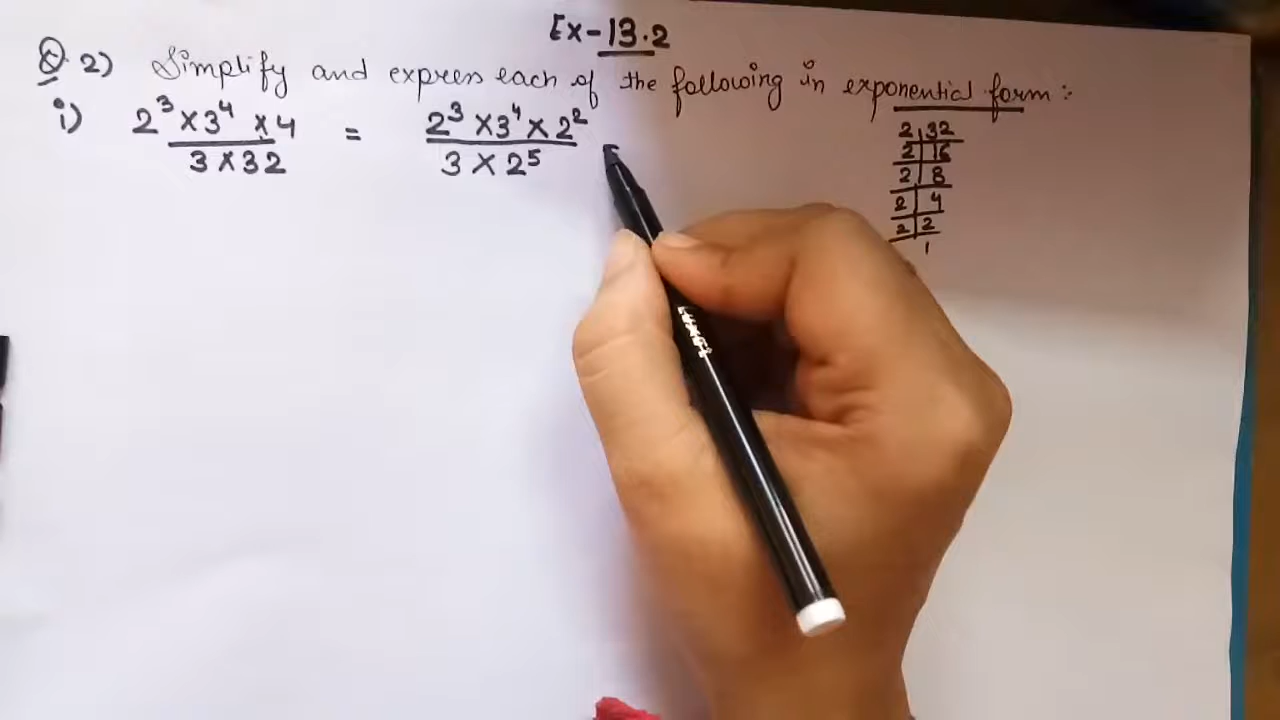 Ex-13.2
Q.2) Simplify and express each of the following in exponential form :-
i) 2³×3⁴×4 / 3×32 = 2³×3⁴×2² / 3×2⁵
2 | 32
2 | 16
2 | 8
2 | 4
2 | 2
1